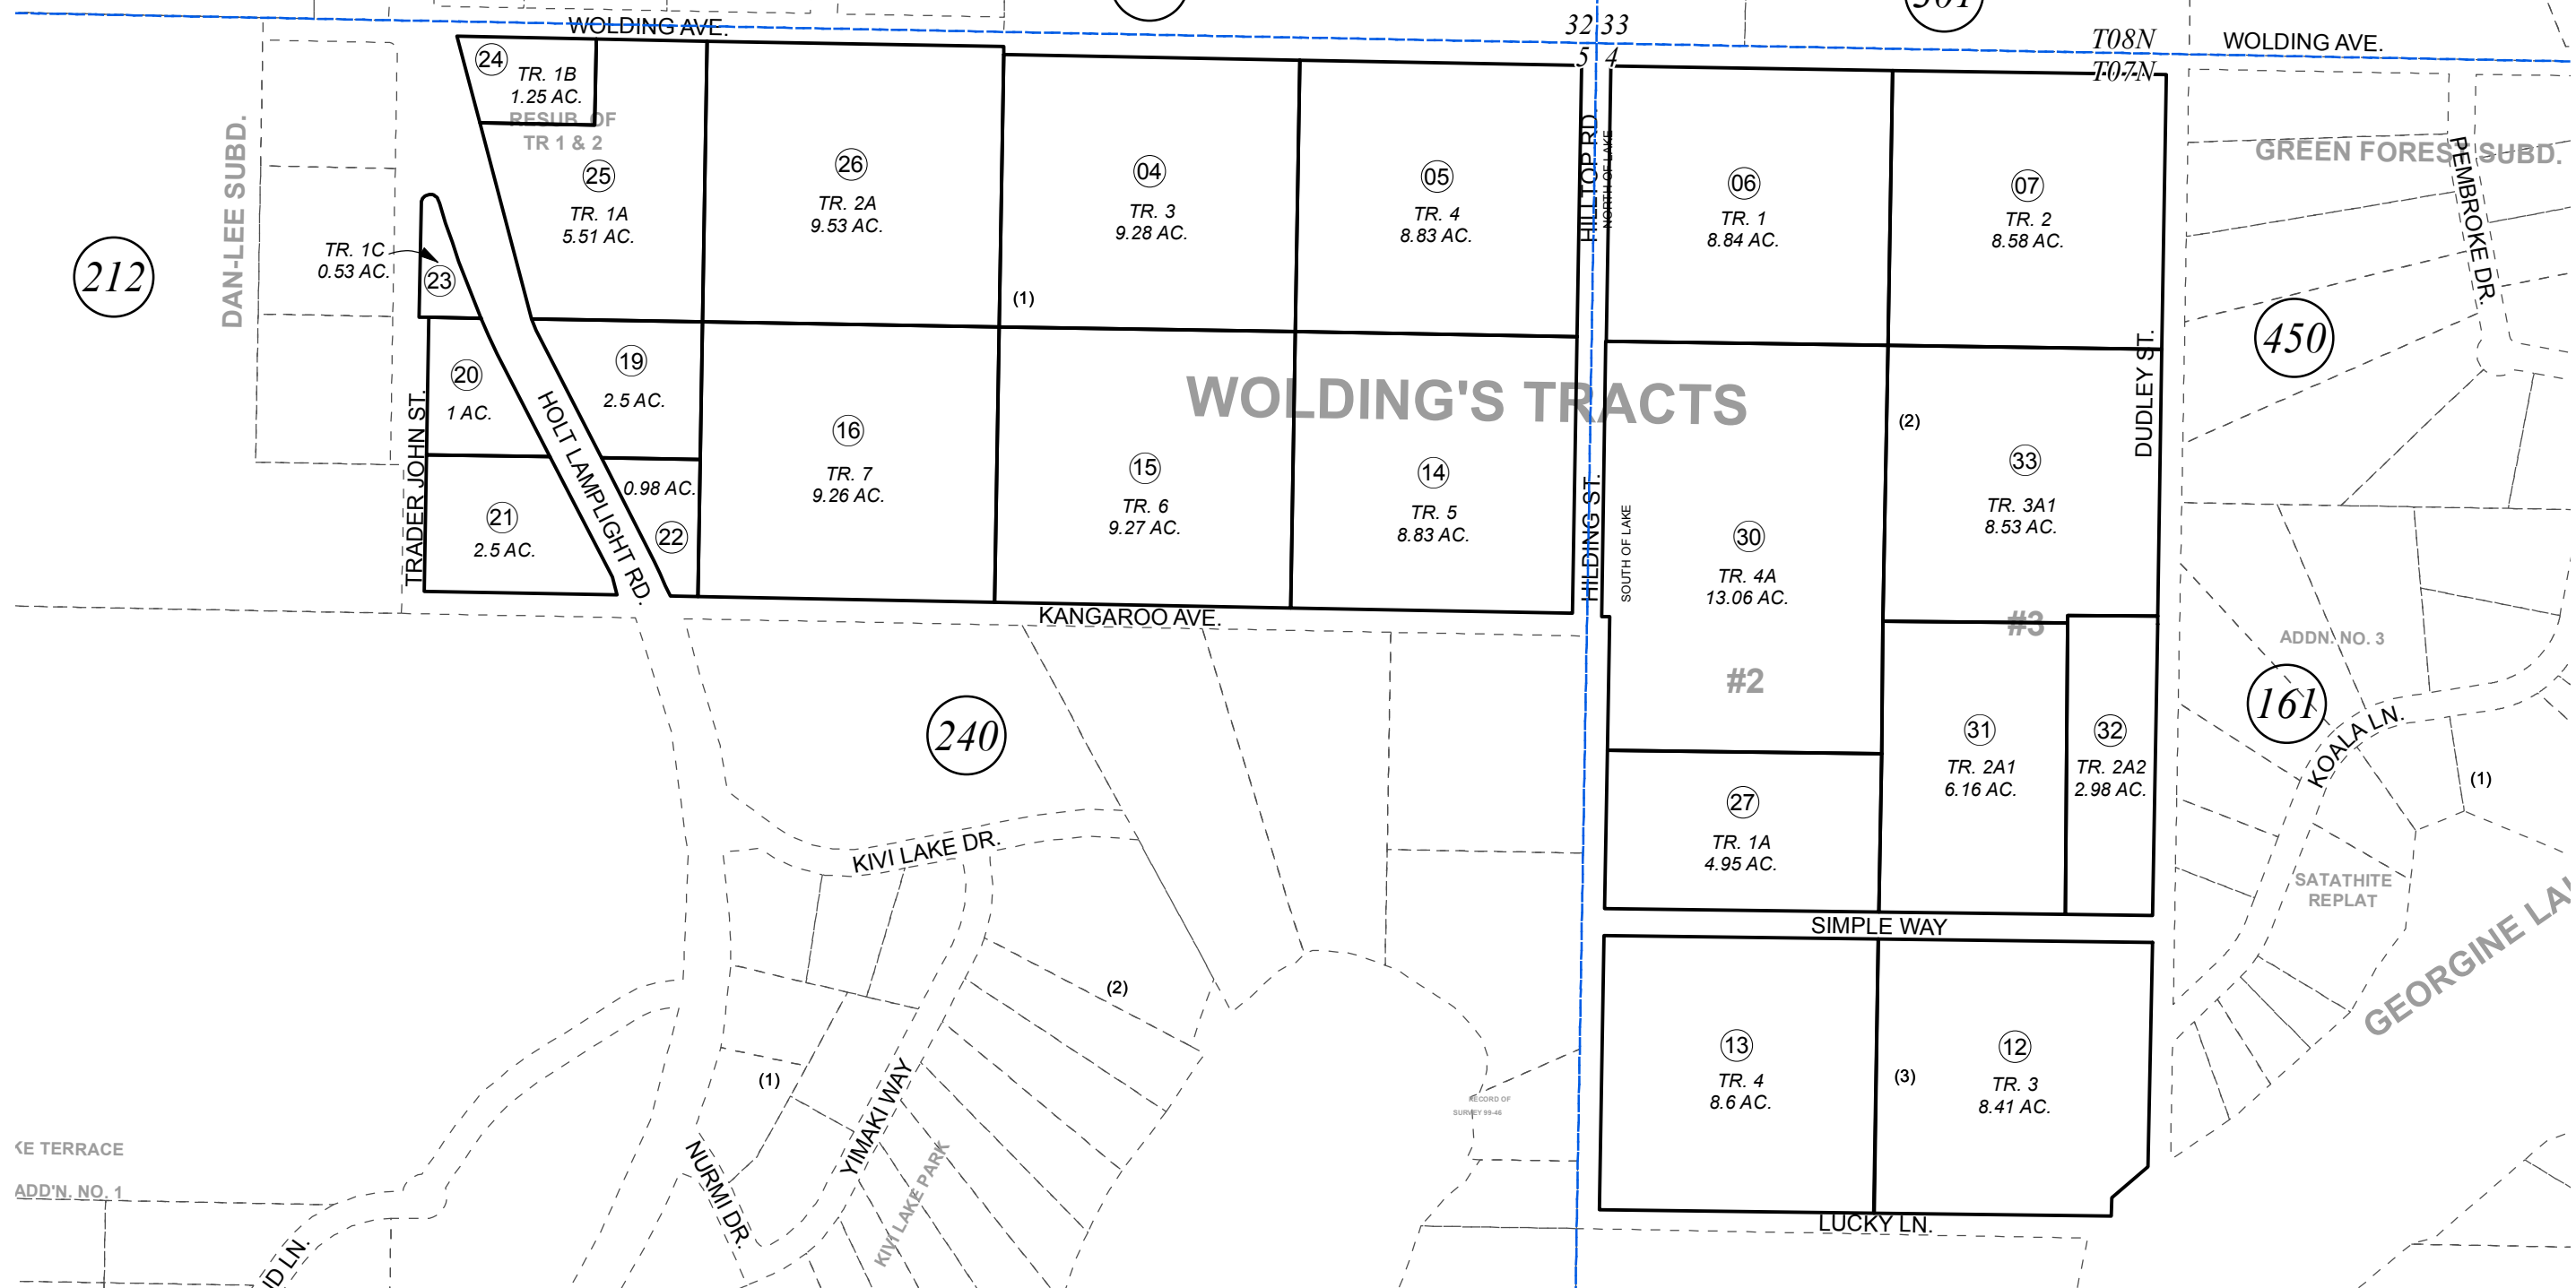 WOLDING AVE.
32 33
5 4
T08N
T07N
WOLDING AVE.
24
TR. 1B
1.25 AC.
RESUB. OF
TR 1 & 2
25
TR. 1A
5.51 AC.
26
TR. 2A
9.53 AC.
04
TR. 3
9.28 AC.
(1)
05
TR. 4
8.83 AC.
HILLTOP RD.
NORTH OF LAKE
06
TR. 1
8.84 AC.
07
TR. 2
8.58 AC.
GREEN FOREST SUBD.
PEMBROKE DR.
DAN-LEE SUBD.
212
TR. 1C
0.53 AC.
23
450
DUDLEY ST.
20
1 AC.
19
2.5 AC.
HOLT LAMPLIGHT RD.
TRADER JOHN ST.
21
2.5 AC.
0.98 AC.
22
WOLDING'S TRACTS
16
TR. 7
9.26 AC.
15
TR. 6
9.27 AC.
14
TR. 5
8.83 AC.
HILDING ST.
SOUTH OF LAKE
(2)
33
TR. 3A1
8.53 AC.
30
TR. 4A
13.06 AC.
#2
#3
KANGAROO AVE.
240
ADDN. NO. 3
161
KOALA LN.
(1)
31
TR. 2A1
6.16 AC.
32
TR. 2A2
2.98 AC.
27
TR. 1A
4.95 AC.
KIVI LAKE DR.
SATATHITE
REPLAT
GEORGINE
SIMPLE WAY
(2)
(1)
13
TR. 4
8.6 AC.
(3)
12
TR. 3
8.41 AC.
RECORD OF
SURVEY 99-46
YIMAKI WAY
NURMI DR.
KIVI LAKE PARK
TERRACE
ADD'N. NO. 1
LN.
LUCKY LN.